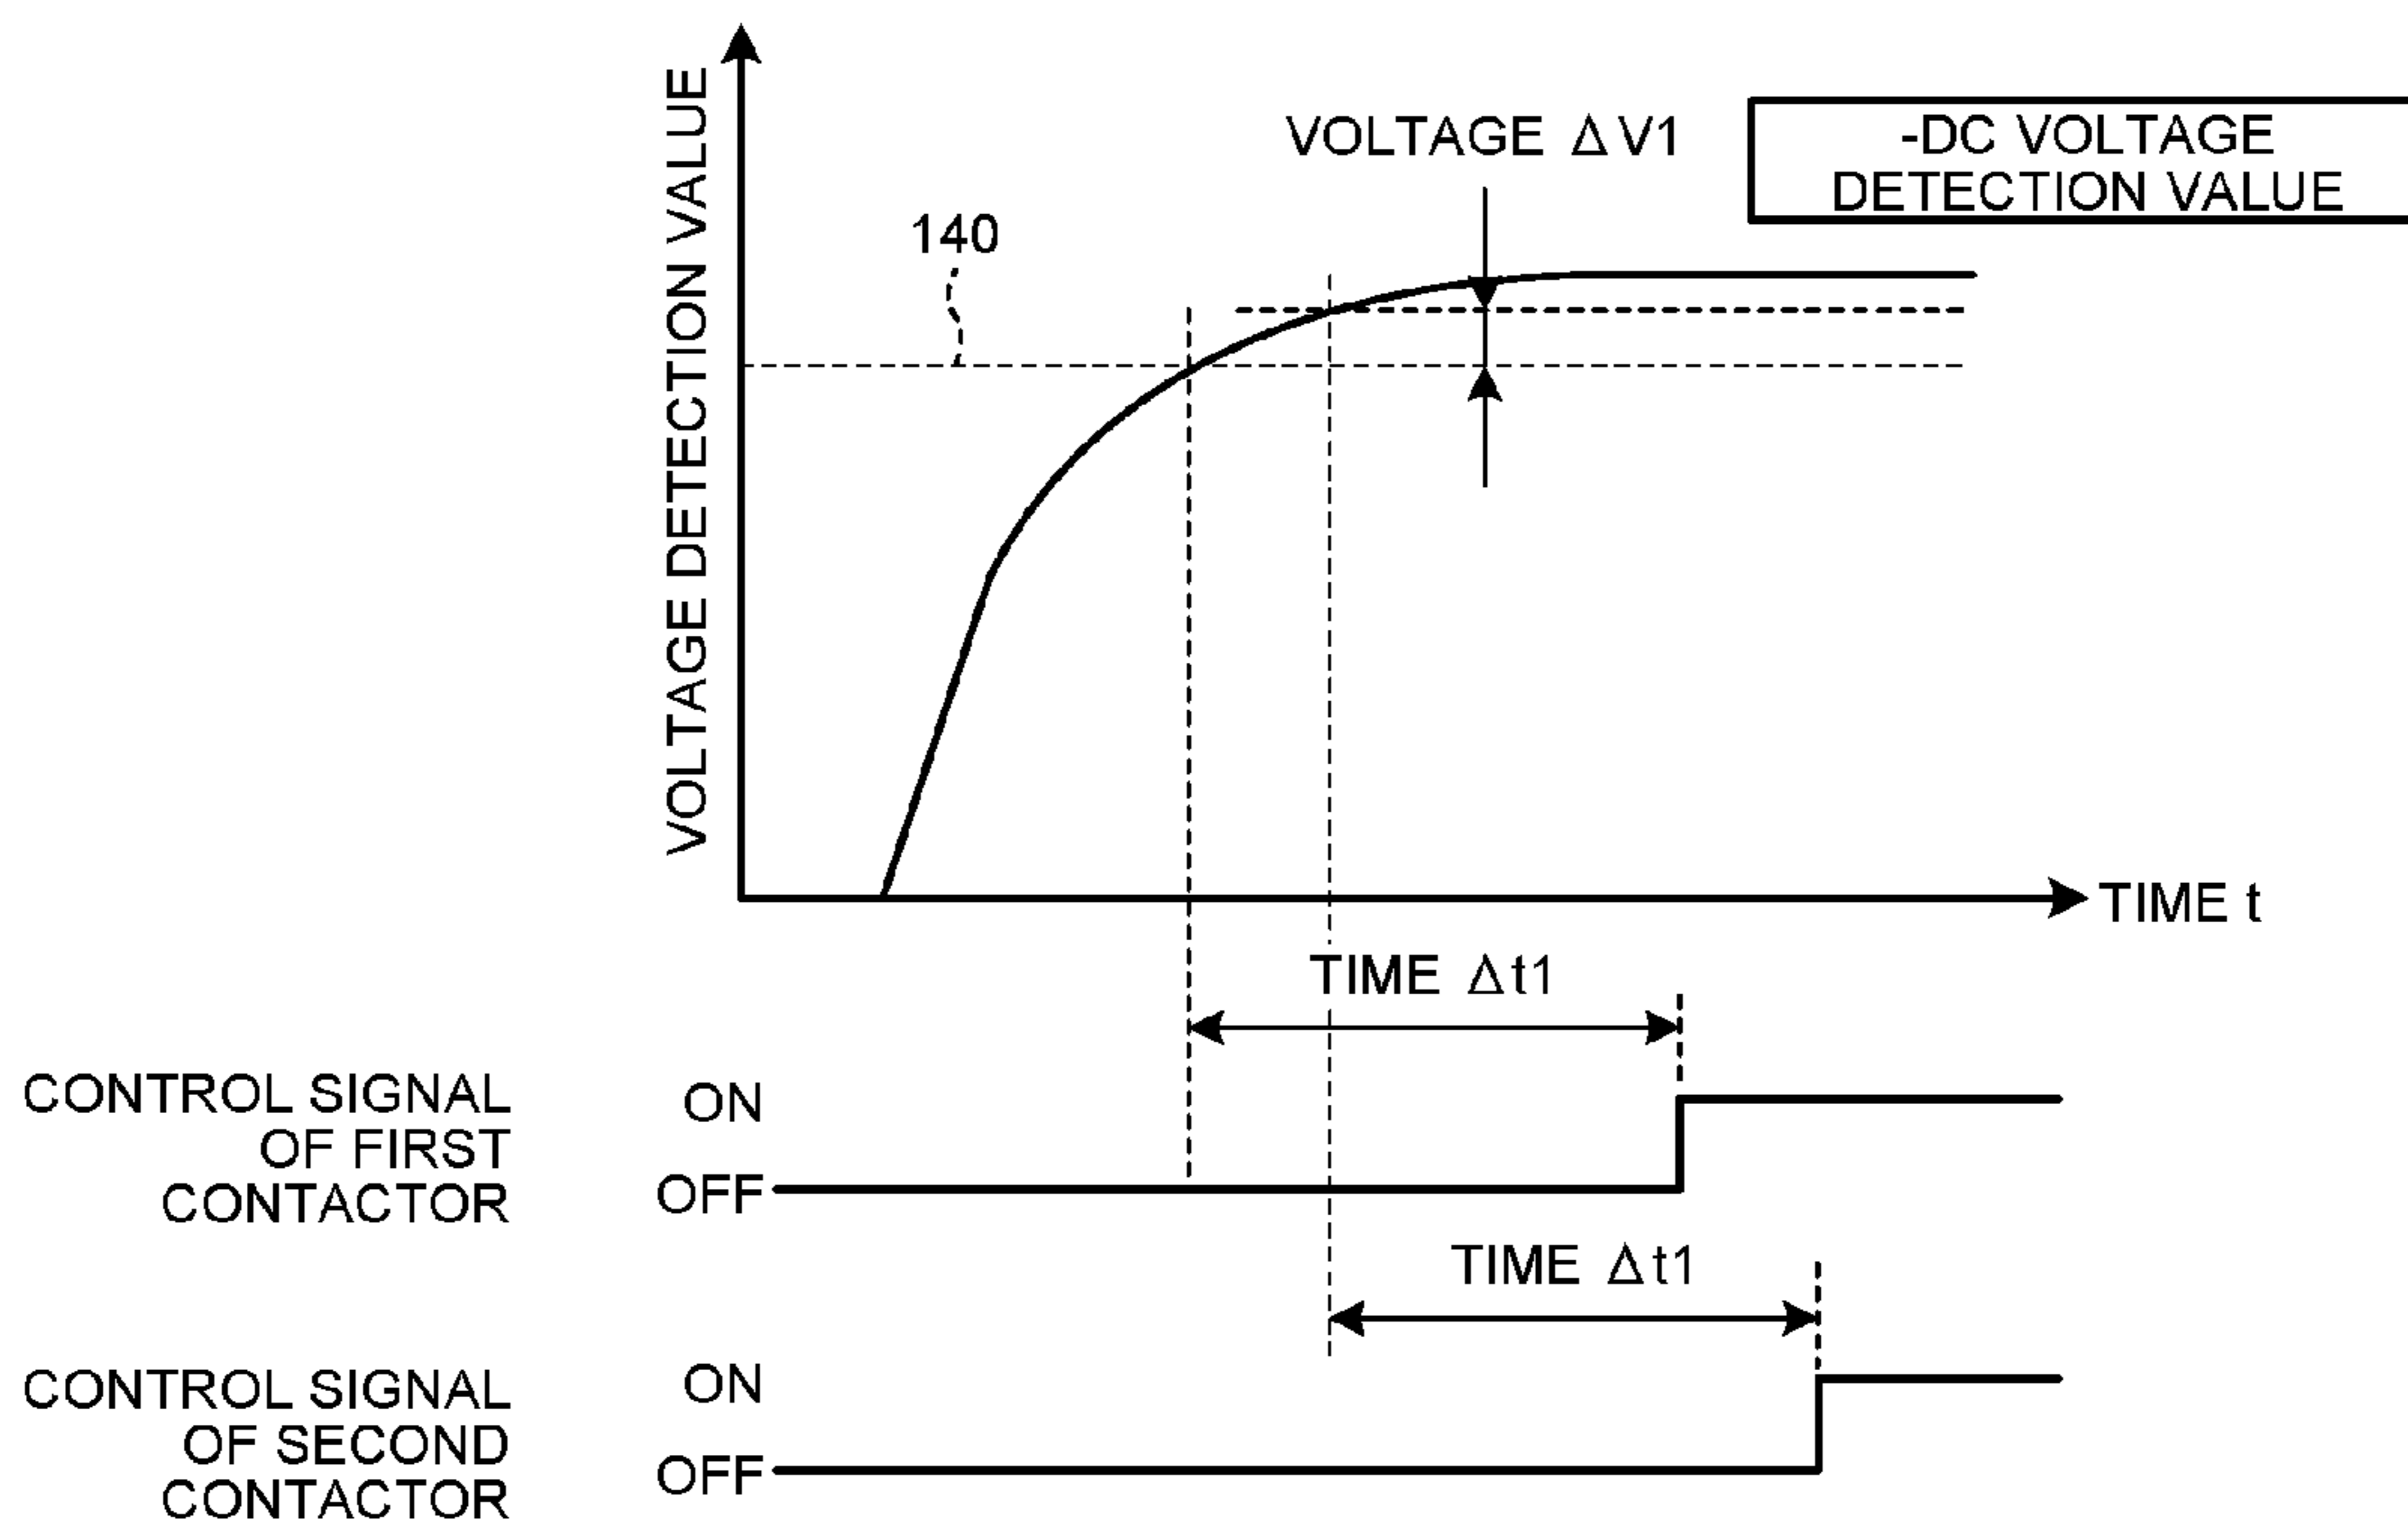 VOLTAGE DETECTION VALUE
VOLTAGE ΔV1
-DC VOLTAGE
DETECTION VALUE
140
TIME t
TIME Δt1
CONTROL SIGNAL
OF FIRST
CONTACTOR
ON
OFF
TIME Δt1
CONTROL SIGNAL
OF SECOND
CONTACTOR
ON
OFF